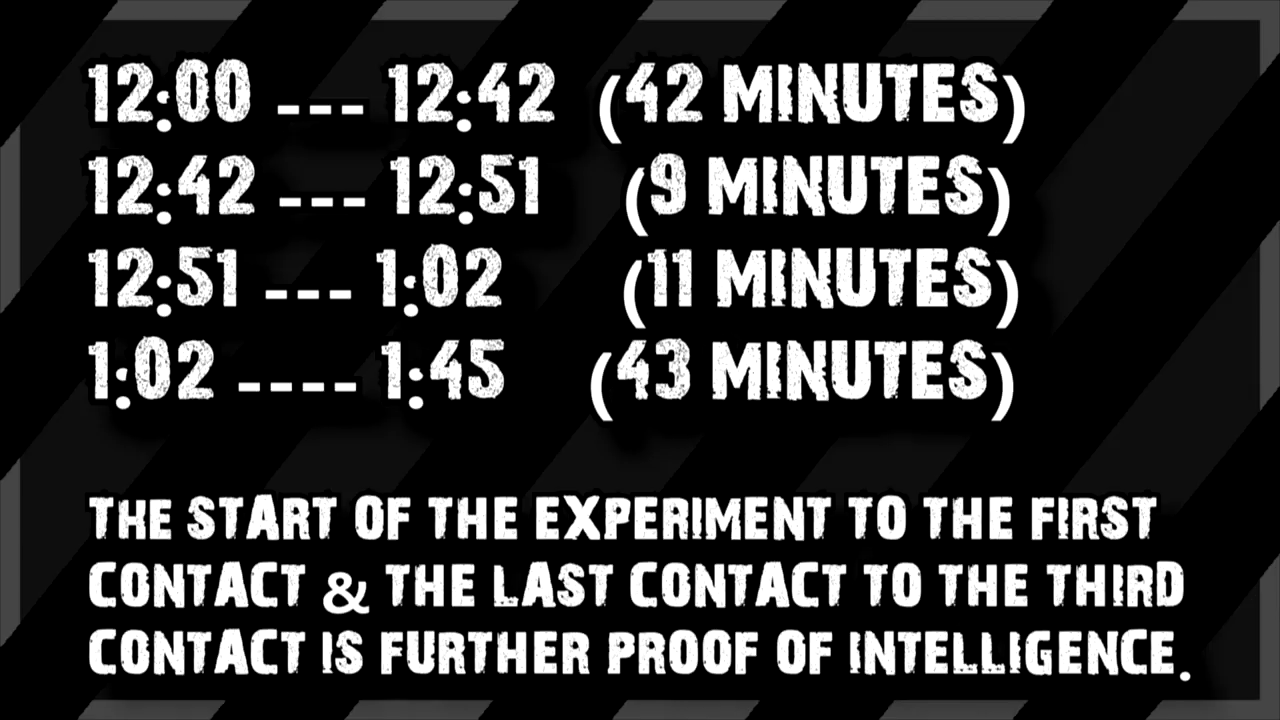 12:00 --- 12:42 (42 MINUTES)
12:42 --- 12:51 (9 MINUTES)
12:51 --- 1:02 (11 MINUTES)
1:02 ---- 1:45 (43 MINUTES)
THE START OF THE EXPERIMENT TO THE FIRST
CONTACT & THE LAST CONTACT TO THE THIRD
CONTACT IS FURTHER PROOF OF INTELLIGENCE.